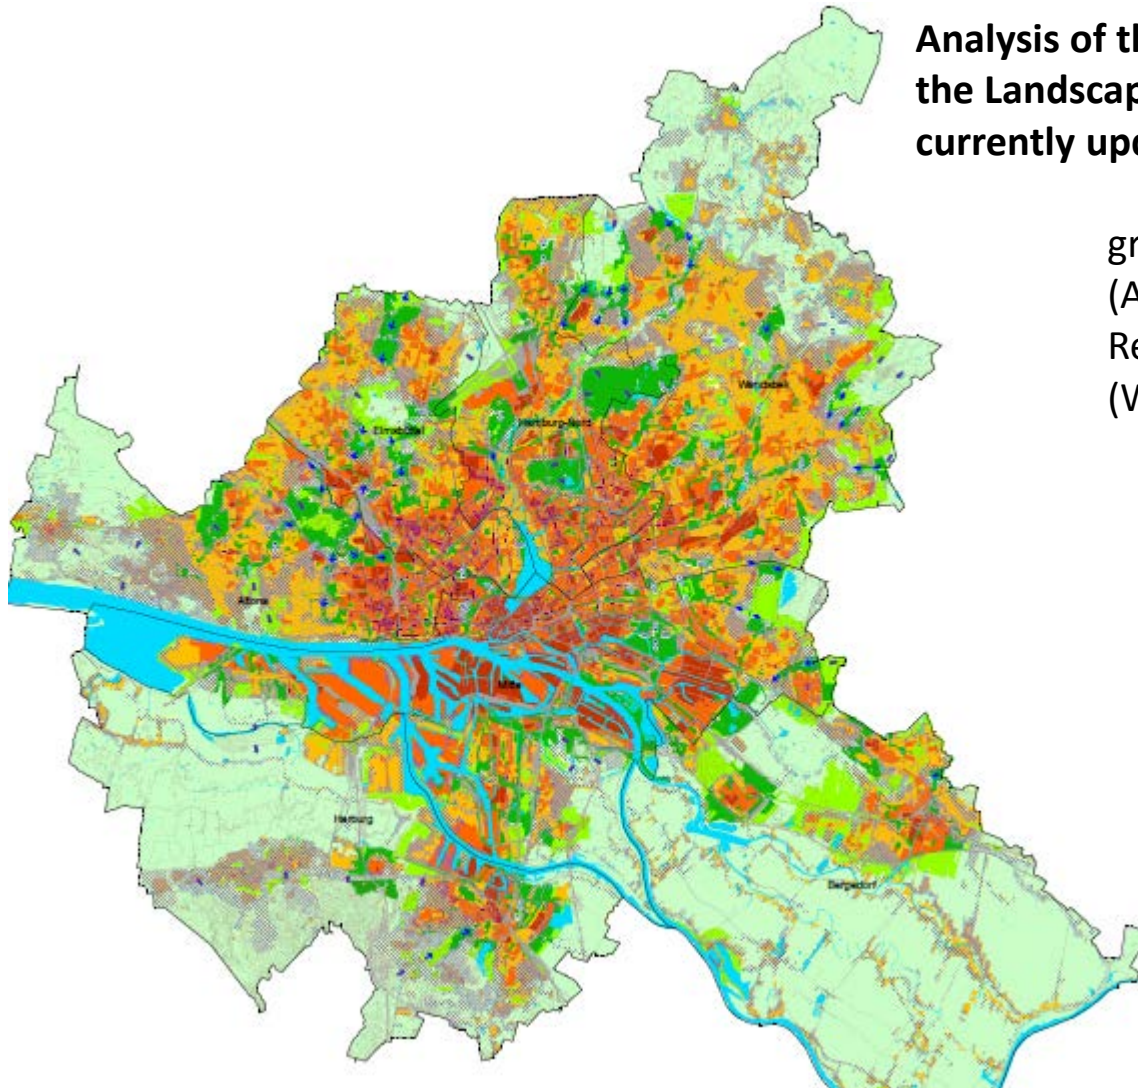 Analysis of th
the Landscap
currently upd
gr
(A
Re
(V
Wandsbek
Hamburg-Nord
Eimsbüttel
Altona
Mitte
Harburg
Bergedorf